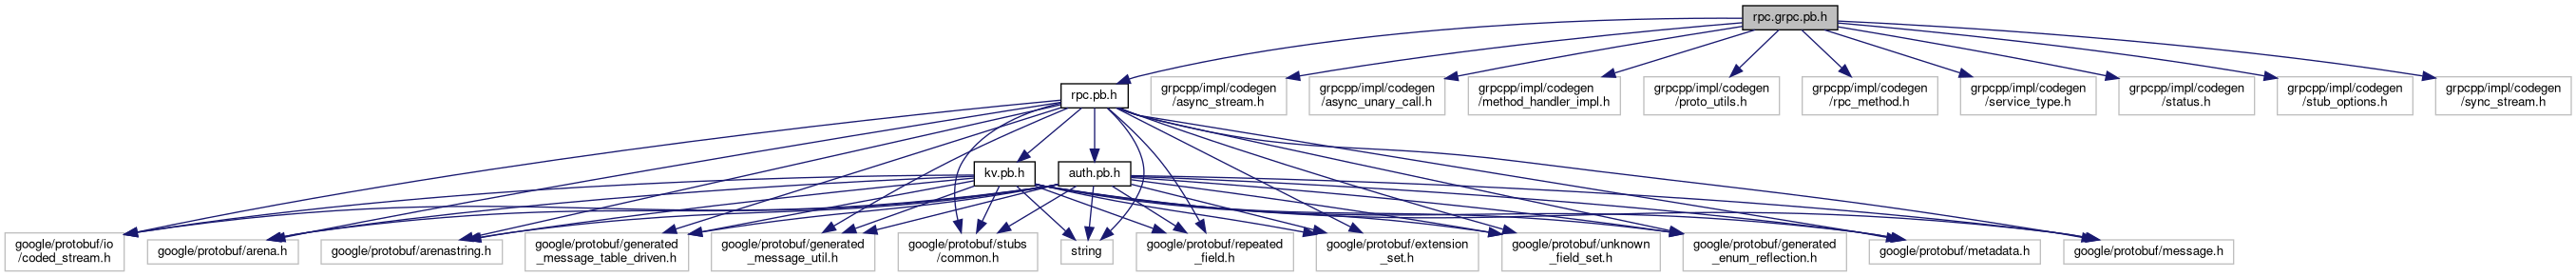 rpc.grpc.pb.h
rpc.pb.h
grpcpp/impl/codegen
/async_stream.h
grpcpp/impl/codegen
/async_unary_call.h
grpcpp/impl/codegen
/method_handler_impl.h
grpcpp/impl/codegen
/proto_utils.h
grpcpp/impl/codegen
/rpc_method.h
grpcpp/impl/codegen
/service_type.h
grpcpp/impl/codegen
/status.h
grpcpp/impl/codegen
/stub_options.h
grpcpp/impl/codegen
/sync_stream.h
kv.pb.h
auth.pb.h
google/protobuf/io
/coded_stream.h
google/protobuf/arena.h
google/protobuf/arenastring.h
google/protobuf/generated
_message_table_driven.h
google/protobuf/generated
_message_util.h
google/protobuf/stubs
/common.h
string
google/protobuf/repeated
_field.h
google/protobuf/extension
_set.h
google/protobuf/unknown
_field_set.h
google/protobuf/generated
_enum_reflection.h
google/protobuf/metadata.h
google/protobuf/message.h